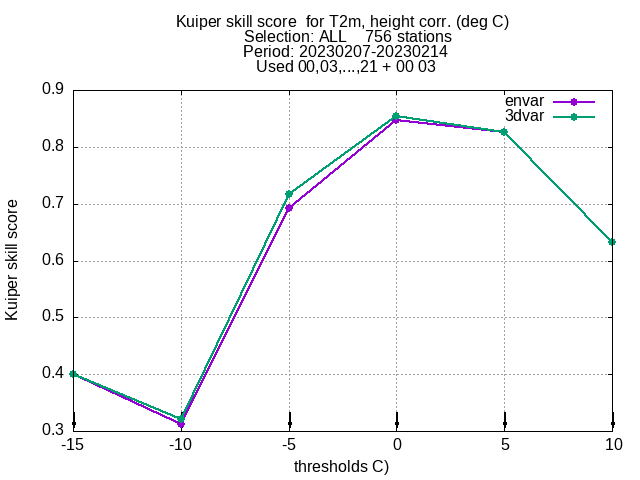 Kuiper skill score  for T2m, height corr. (deg C)
Selection: ALL    756 stations
Period: 20230207-20230214
Used 00,03,...,21 + 00 03
envar
3dvar
0.9
0.8
0.7
0.6
0.5
0.4
0.3
Kuiper skill score
-15 -10 -5 0 5 10
thresholds C)